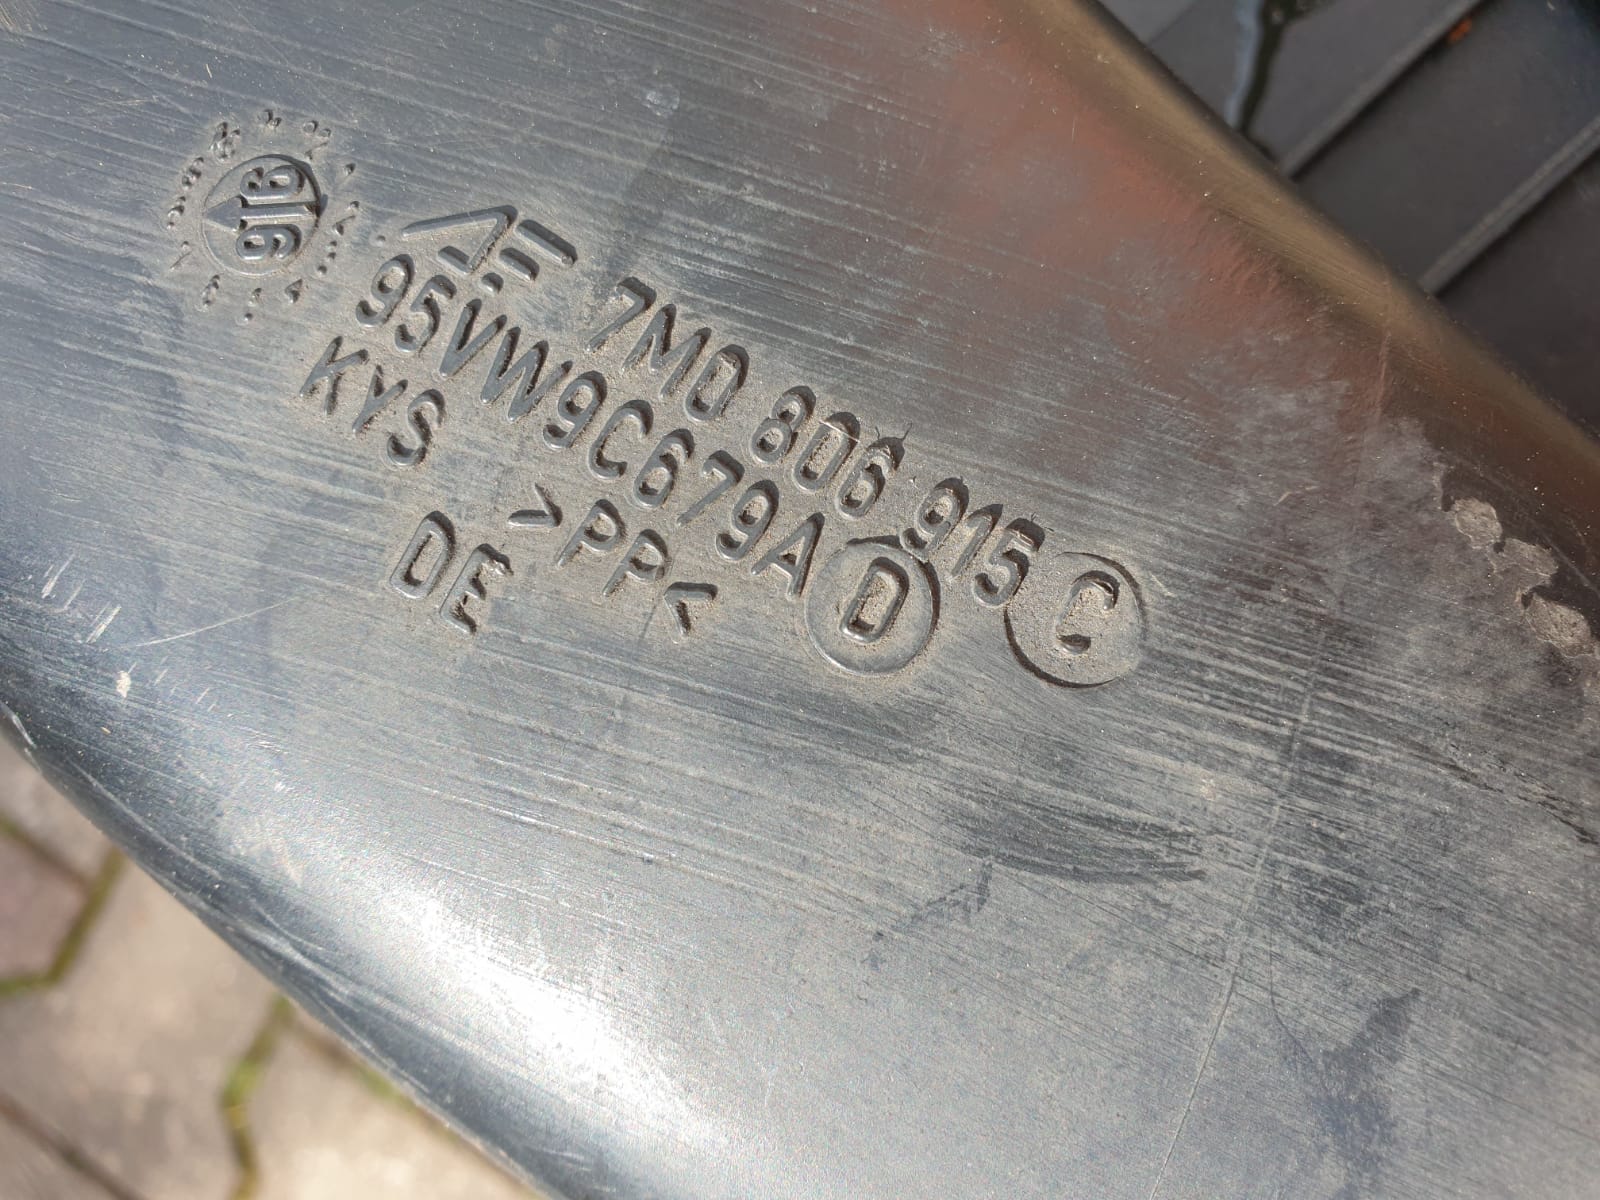 7M0 806 915 C
95VW9C679A D
KYS >PP<
DE